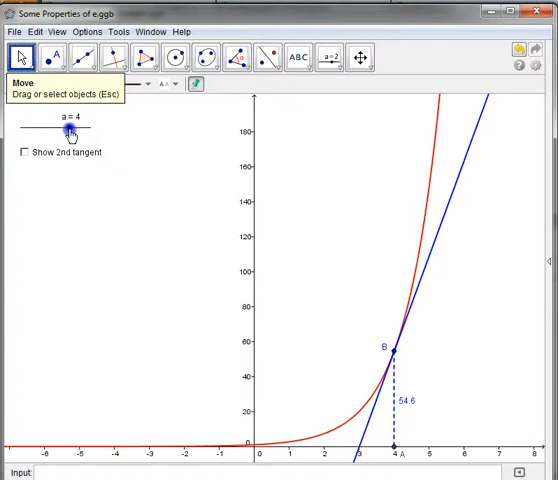 Some Properties of e.ggb
File Edit View Options Tools Window Help
A
α
ABC
a = 2
Move
Drag or select objects (Esc)
a = 4
Show 2nd tangent
180
160
140
120
100
80
60
40
20
0
B
54.6
A
-7 -6 -5 -4 -3 -2 -1 0 1 2 3 4 5 6 7 8
Input: